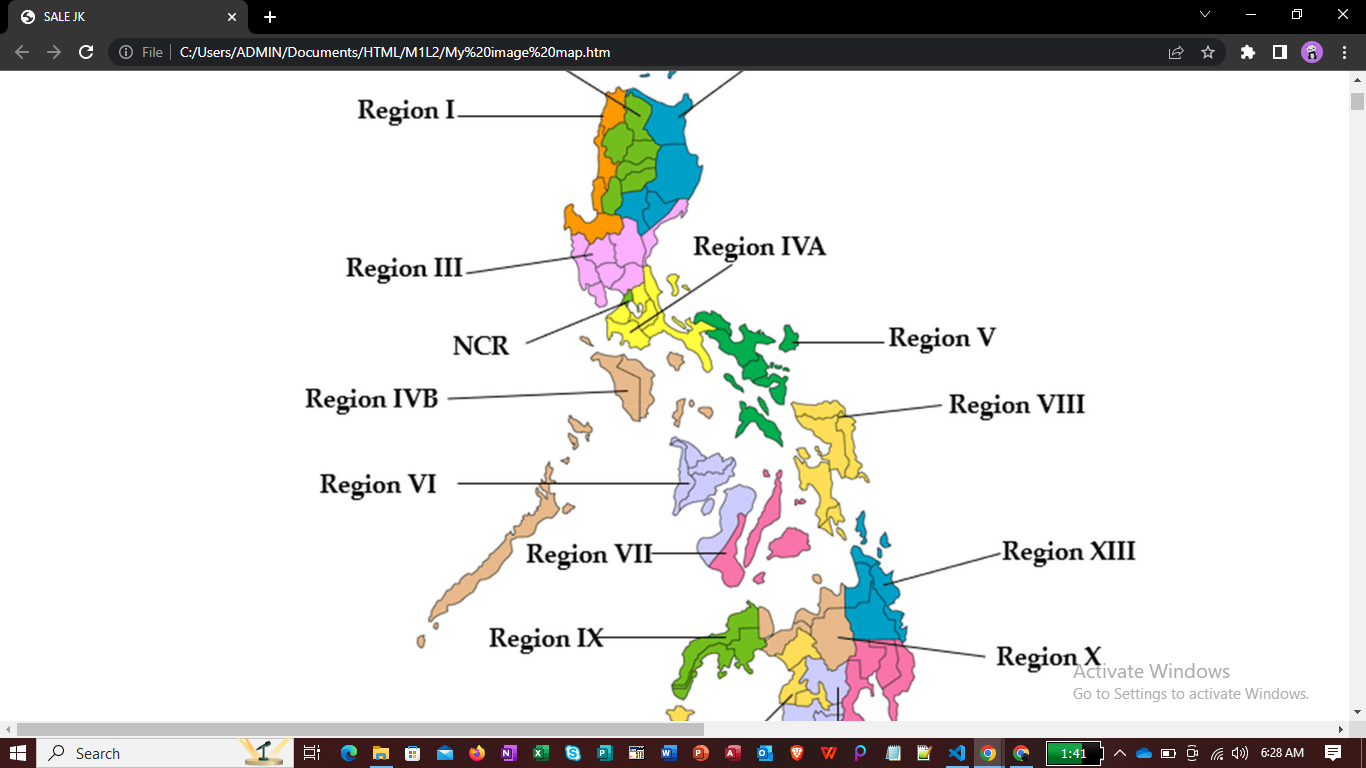 SALE JK
File
C:/Users/ADMIN/Documents/HTML/M1L2/My%20image%20map.htm
Region I
Region IVA
Region III
NCR
Region V
Region IVB
Region VIII
Region VI
Region VII
Region XIII
Region IX
Region X
Activate Windows
Go to Settings to activate Windows.
Search
1:41
6:28 AM